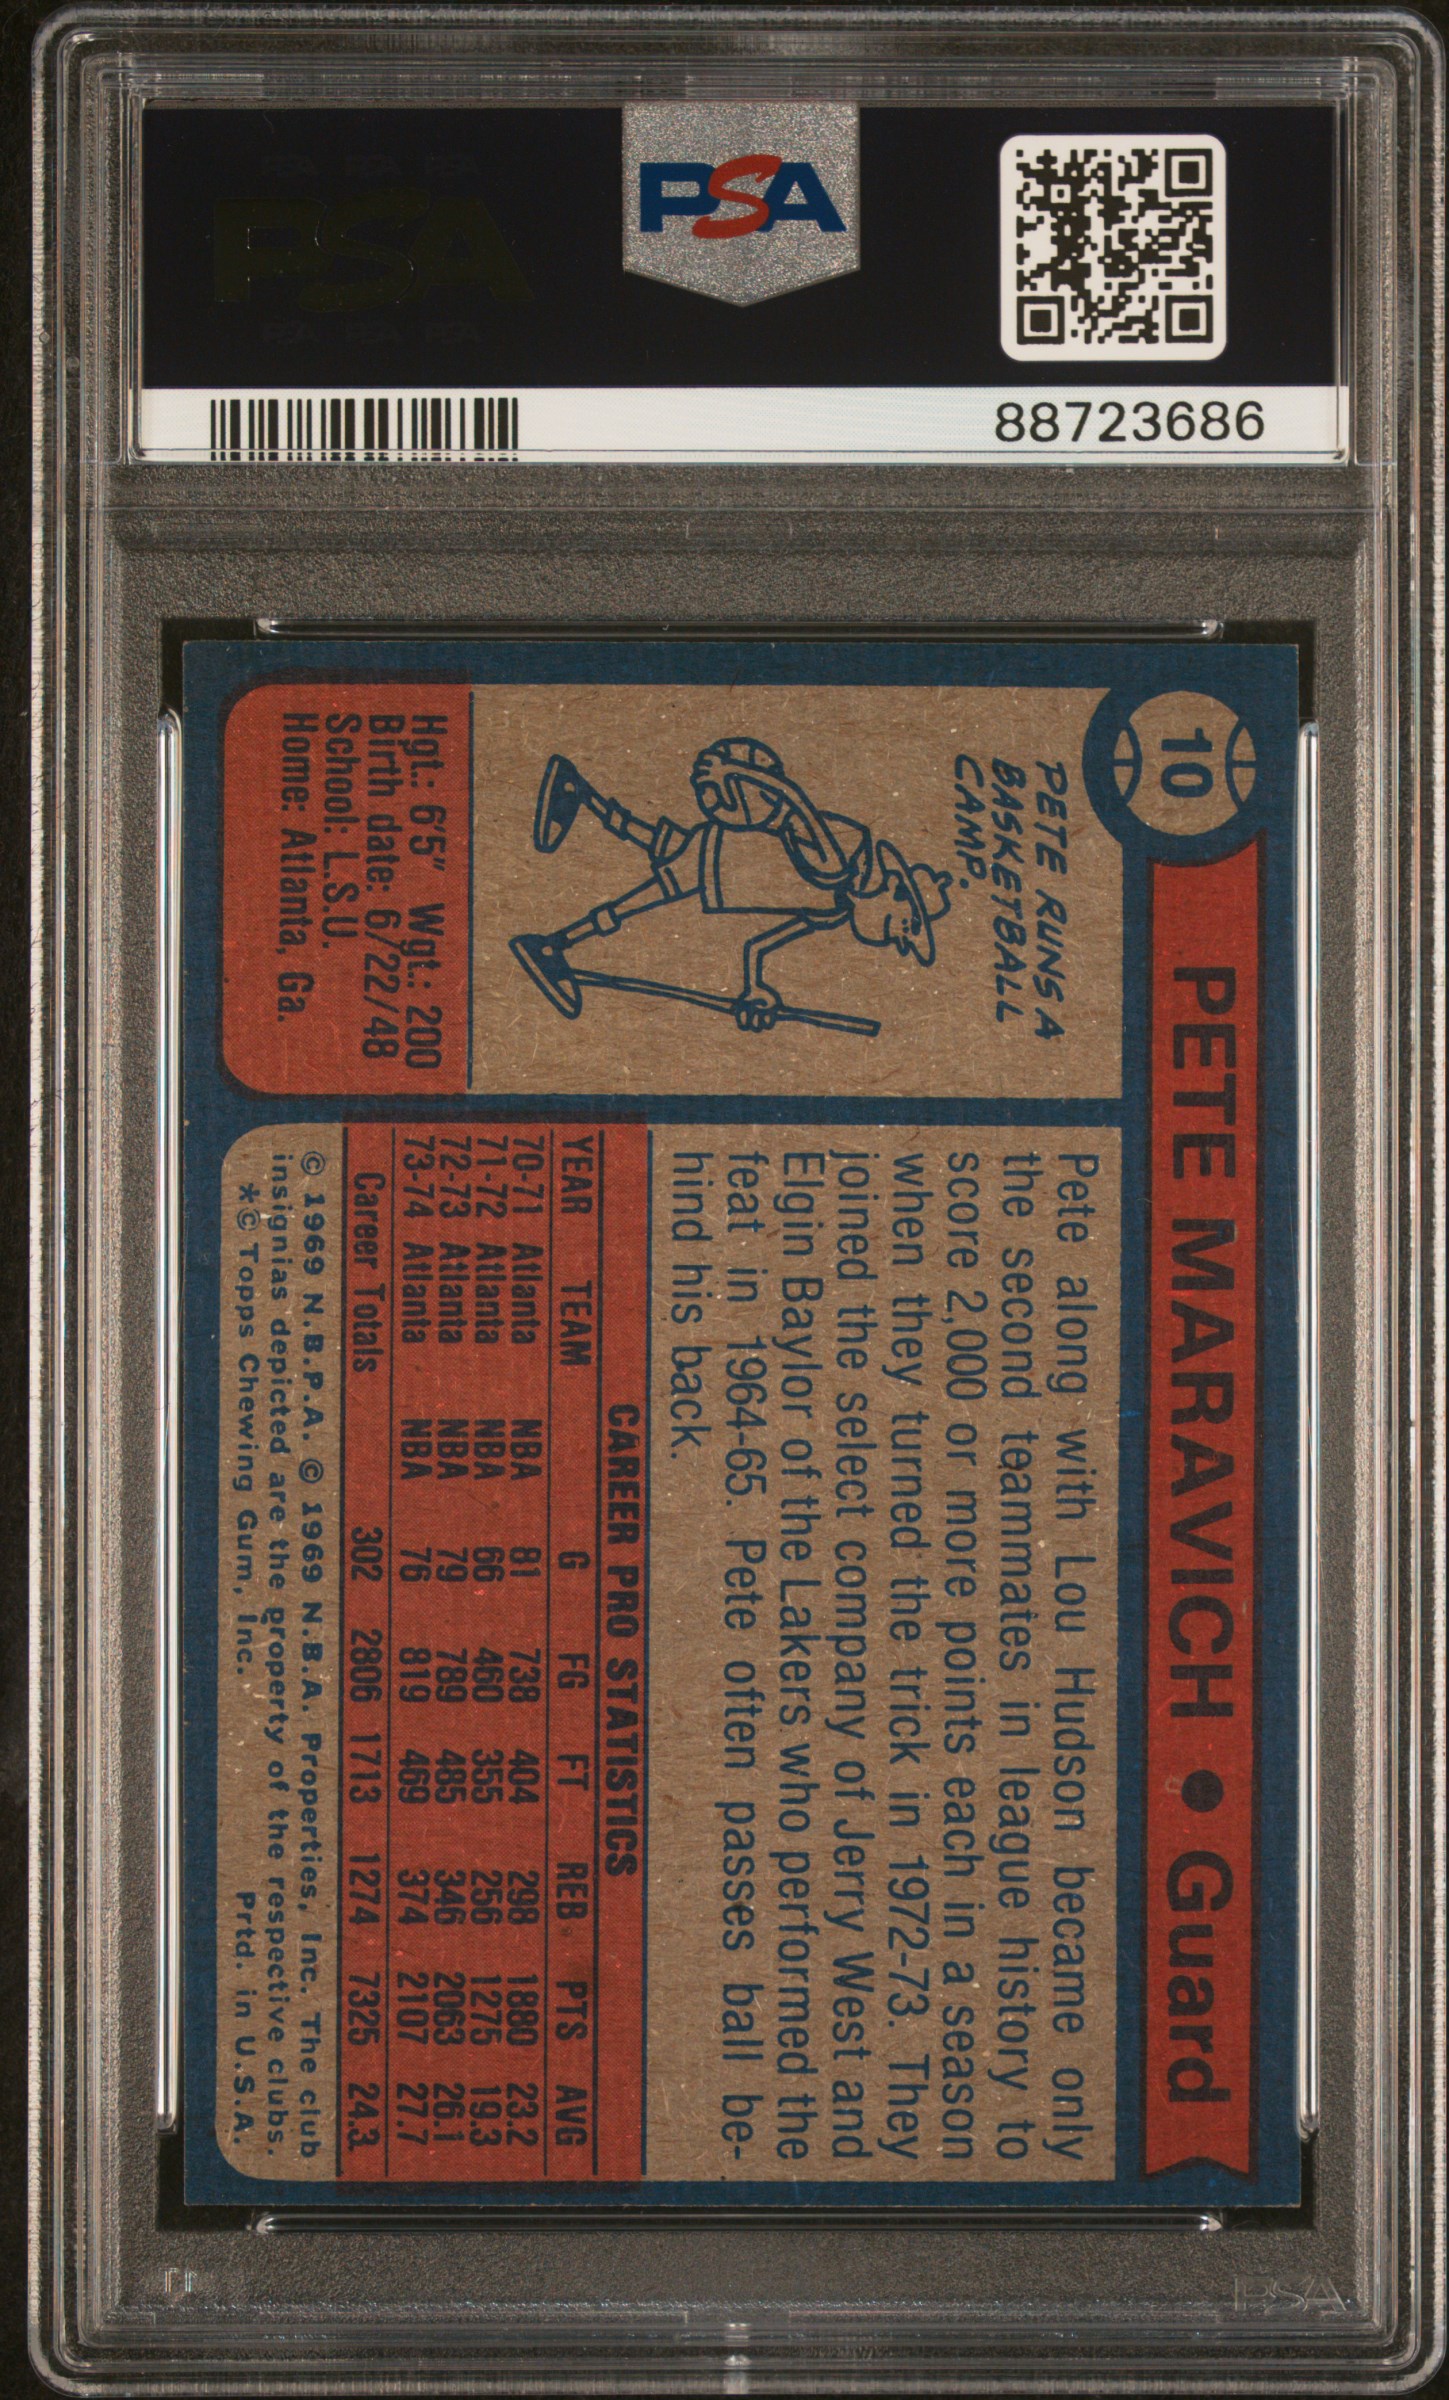 PSA
PSA PSA PSA
PSA
PSA PSA PSA
88723686
10
PETE MARAVICH • Guard
PETE RUNS A
BASKETBALL
CAMP.
Hgt.: 6'5" Wgt.: 200
Birth date: 6/22/48
School: L.S.U.
Home: Atlanta, Ga.
Pete along with Lou Hudson became only
the second teammates in league history to
score 2,000 or more points each in a season
when they turned the trick in 1972-73. They
joined the select company of Jerry West and
Elgin Baylor of the Lakers who performed the
feat in 1964-65. Pete often passes ball be-
hind his back.
CAREER PRO STATISTICS
YEAR TEAM G FG FT REB PTS AVG
70-71 Atlanta NBA 81 738 404 298 1880 23.2
71-72 Atlanta NBA 66 460 355 256 1275 19.3
72-73 Atlanta NBA 79 789 485 346 2063 26.1
73-74 Atlanta NBA 76 819 469 374 2107 27.7
Career Totals 302 2806 1713 1274 7325 24.3
© 1969 N.B.P.A. © 1969 N.B.A. Properties, Inc. The club
insignias depicted are the property of the respective clubs.
*© Topps Chewing Gum, Inc. Prtd. in U.S.A.
PSA